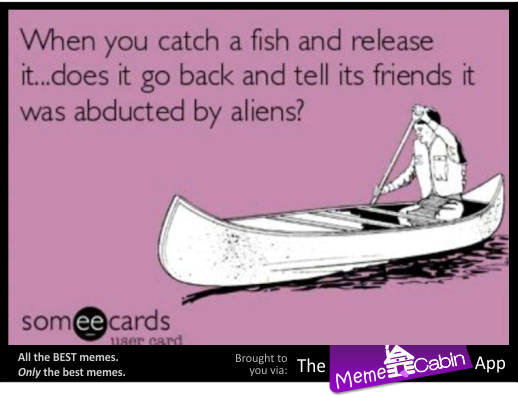 When you catch a fish and release
it...does it go back and tell its friends it
was abducted by aliens?
someecards
user card
All the BEST memes.
Only the best memes.
Brought to
you via:
The MemeCabin App